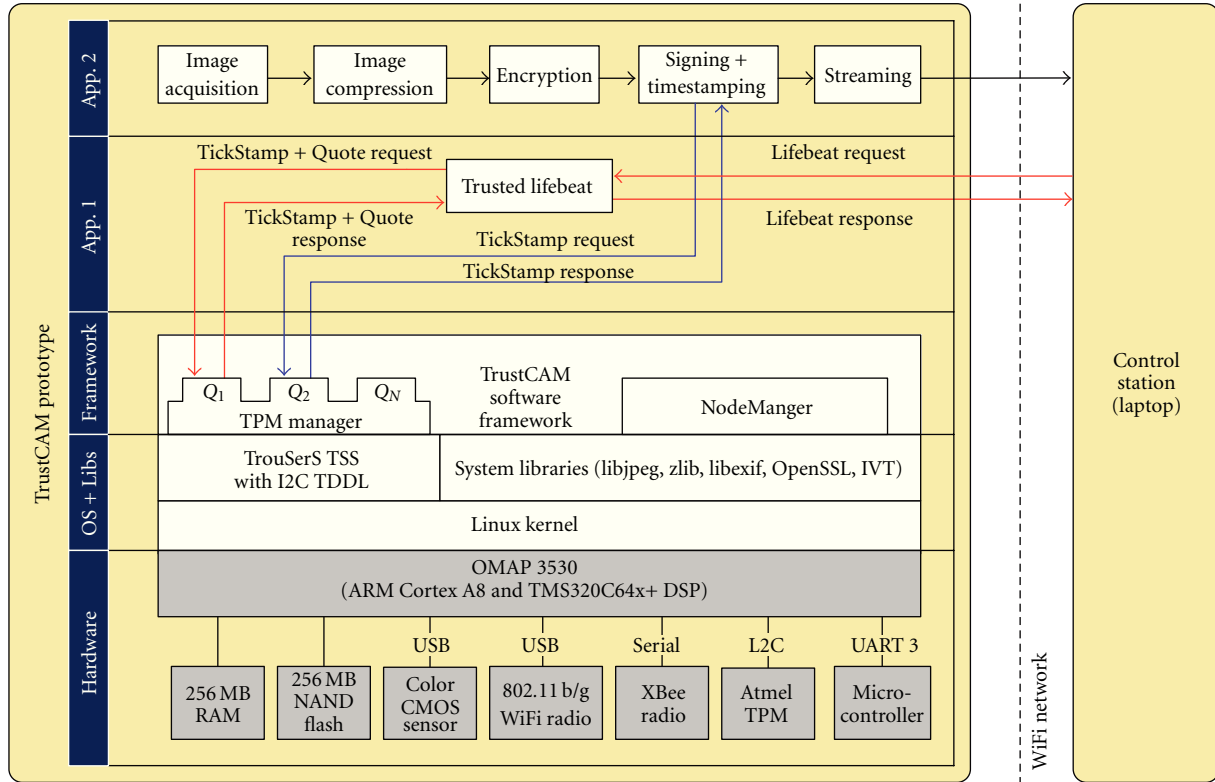 TrustCAM prototype
App. 2
Image
acquisition
Image
compression
Encryption
Signing +
timestamping
Streaming
App. 1
TickStamp + Quote request
Trusted lifebeat
Lifebeat request
TickStamp + Quote
response
Lifebeat response
TickStamp request
TickStamp response
Framework
Q1
Q2
QN
TPM manager
TrustCAM
software
framework
NodeManger
OS + Libs
TrouSerS TSS
with I2C TDDL
System libraries (libjpeg, zlib, libexif, OpenSSL, IVT)
Linux kernel
Hardware
OMAP 3530
(ARM Cortex A8 and TMS320C64x+ DSP)
USB
USB
Serial
L2C
UART 3
256 MB
RAM
256 MB
NAND
flash
Color
CMOS
sensor
802.11 b/g
WiFi radio
XBee
radio
Atmel
TPM
Micro-
controller
WiFi network
Control
station
(laptop)